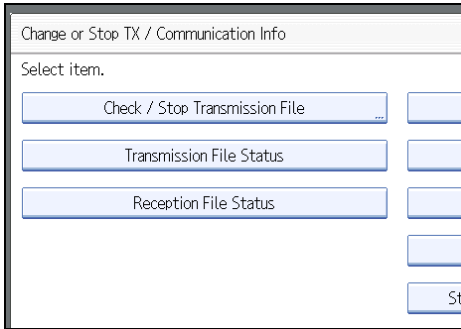 Change or Stop TX / Communication Info
Select item.
Check / Stop Transmission File ...
Transmission File Status
Reception File Status